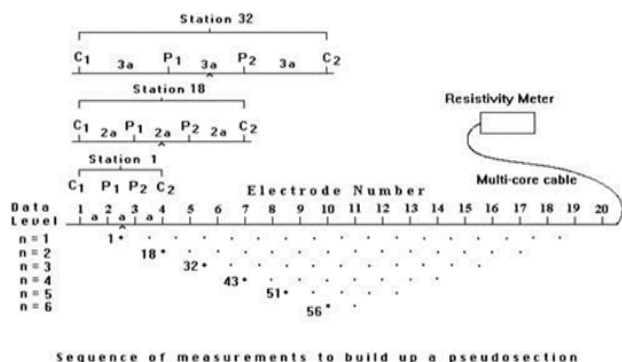 Station 32
C1 3a P1 3a P2 3a C2
Station 18
C1 2a P1 2a P2 2a C2
Resistivity Meter
Station 1
C1 P1 P2 C2
Electrode Number
Multi-core cable
Data Level
1 2 3 4 5 6 7 8 9 10 11 12 13 14 15 16 17 18 19 20
a a a
n = 1 1
n = 2 18
n = 3 32
n = 4 43
n = 5 51
n = 6 56
Sequence of measurements to build up a pseudosection